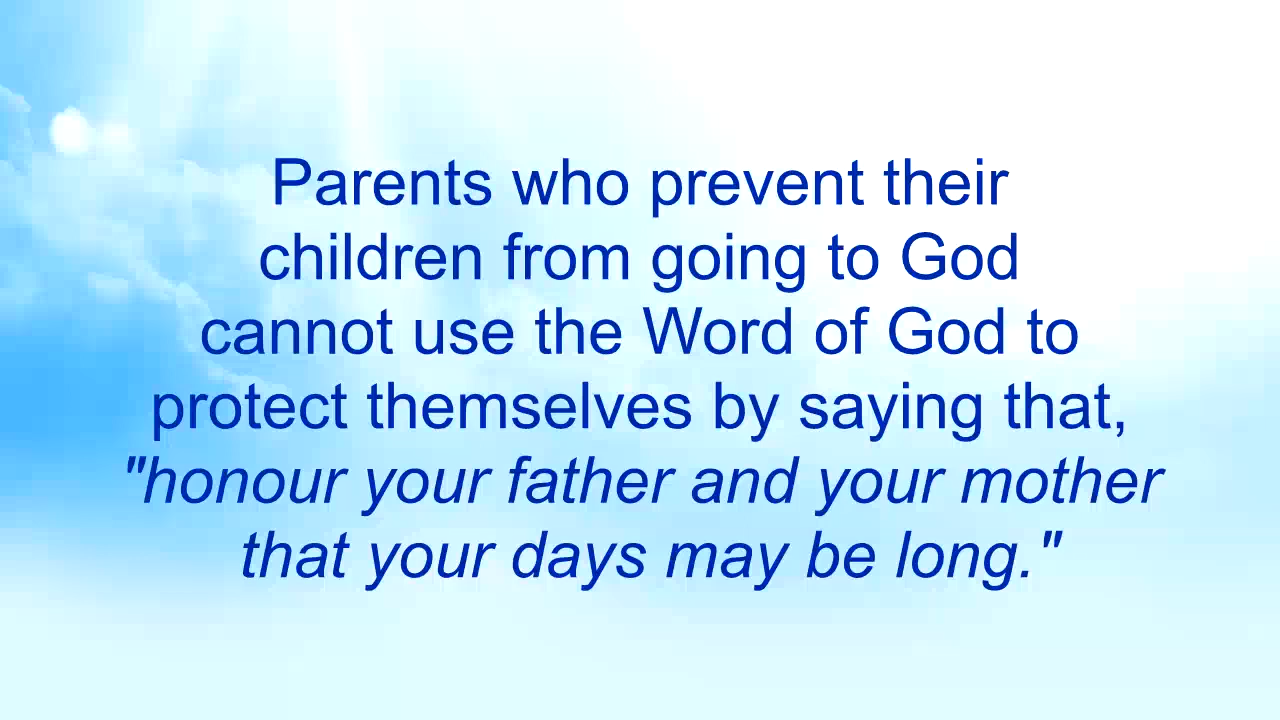 Parents who prevent their
children from going to God
cannot use the Word of God to
protect themselves by saying that,
"honour your father and your mother
that your days may be long."